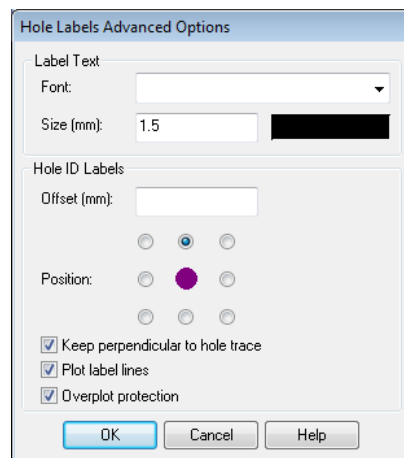 Hole Labels Advanced Options
Label Text
Font:
Size (mm): 1.5
Hole ID Labels
Offset (mm):
Position:
Keep perpendicular to hole trace
Plot label lines
Overplot protection
OK Cancel Help